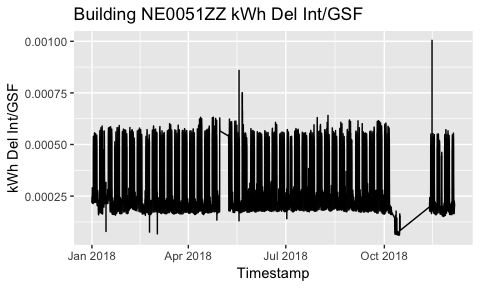 Building NE0051ZZ kWh Del Int/GSF
kWh Del Int/GSF
0.00100
0.00075
0.00050
0.00025
Jan 2018
Apr 2018
Jul 2018
Oct 2018
Timestamp